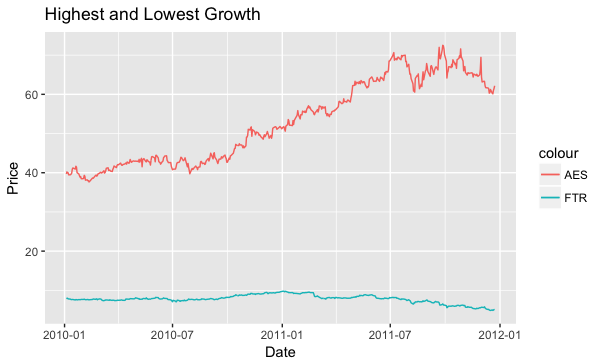 Highest and Lowest Growth
Price
60
40
20
2010-01
2010-07
2011-01
2011-07
2012-01
Date
colour
AES
FTR